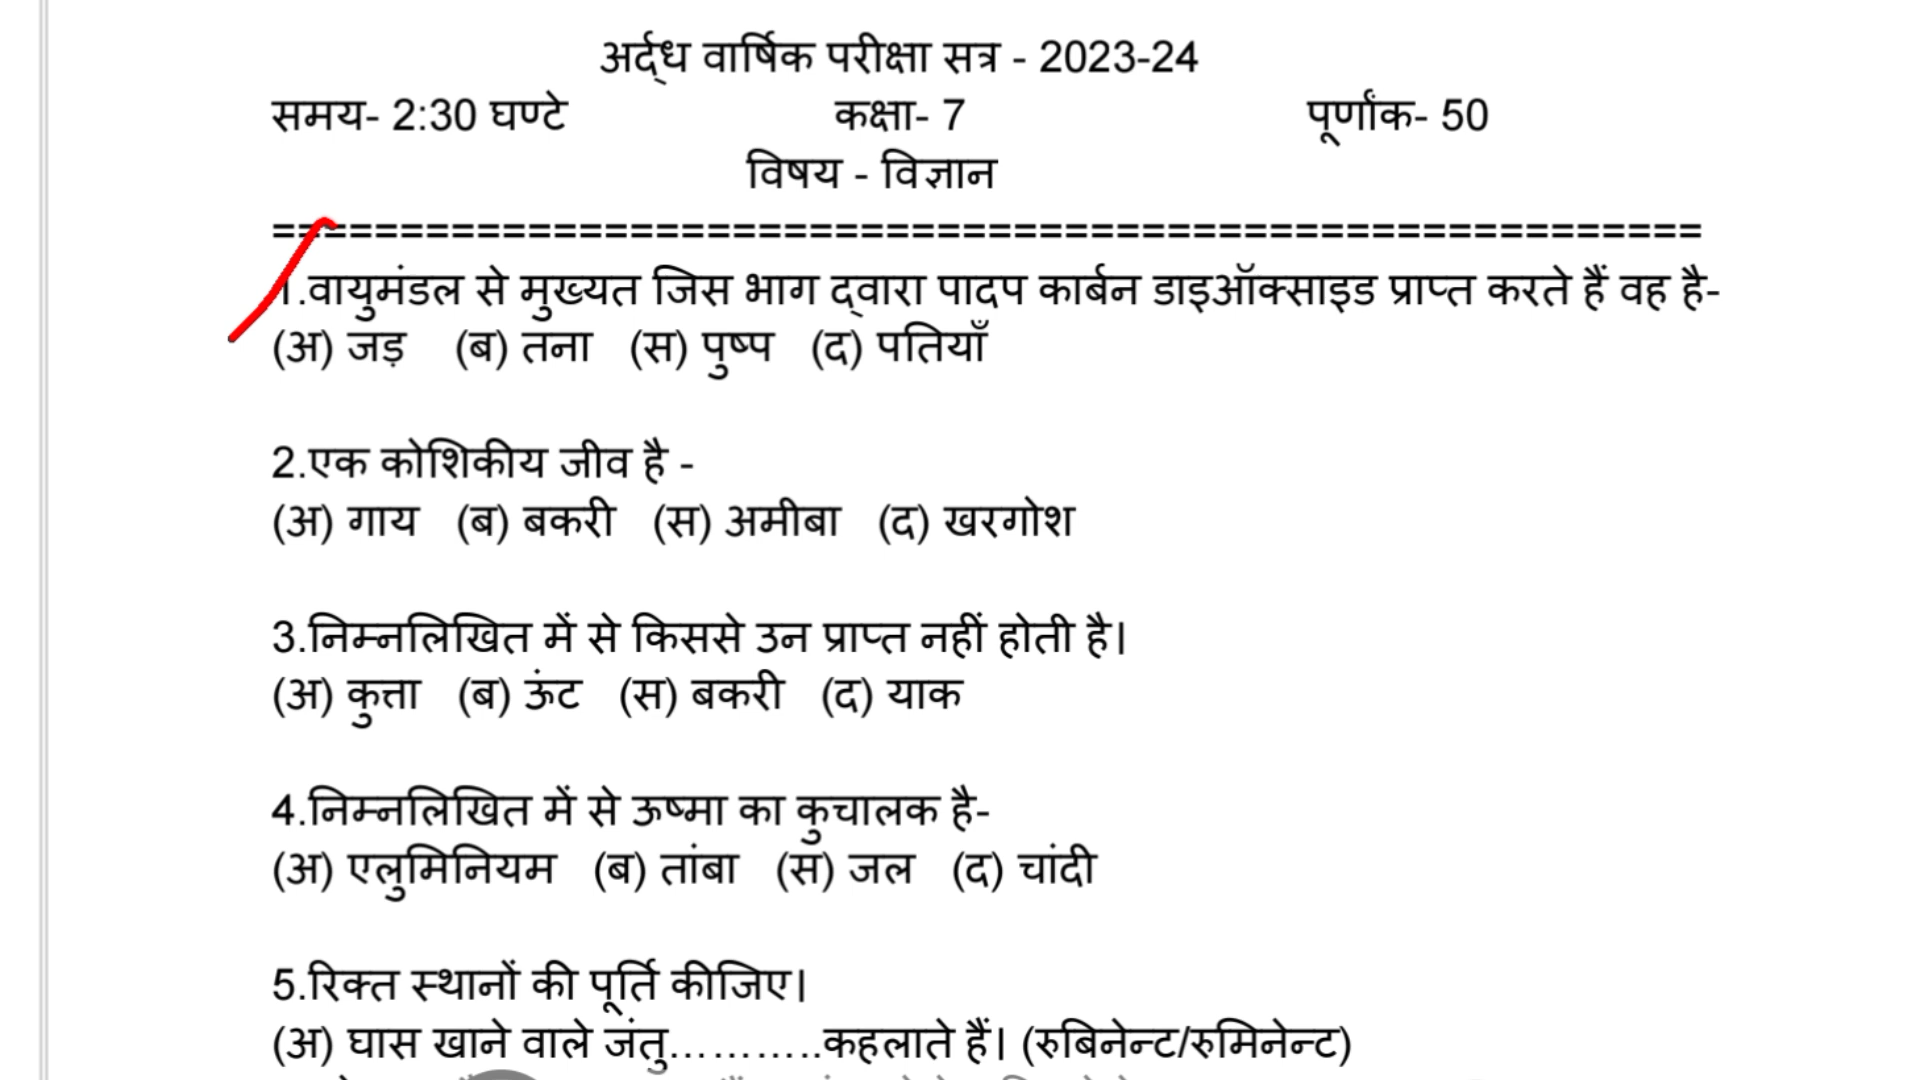 अर्द्ध वार्षिक परीक्षा सत्र - 2023-24
समय- 2:30 घण्टे कक्षा- 7 पूर्णांक- 50
विषय - विज्ञान
========================================================
1.वायुमंडल से मुख्यत जिस भाग द्वारा पादप कार्बन डाइऑक्साइड प्राप्त करते हैं वह है-
(अ) जड़ (ब) तना (स) पुष्प (द) पतियाँ
2.एक कोशिकीय जीव है -
(अ) गाय (ब) बकरी (स) अमीबा (द) खरगोश
3.निम्नलिखित में से किससे उन प्राप्त नहीं होती है।
(अ) कुत्ता (ब) ऊंट (स) बकरी (द) याक
4.निम्नलिखित में से ऊष्मा का कुचालक है-
(अ) एलुमिनियम (ब) तांबा (स) जल (द) चांदी
5.रिक्त स्थानों की पूर्ति कीजिए।
(अ) घास खाने वाले जंतु………..कहलाते हैं। (रुबिनेन्ट/रुमिनेन्ट)